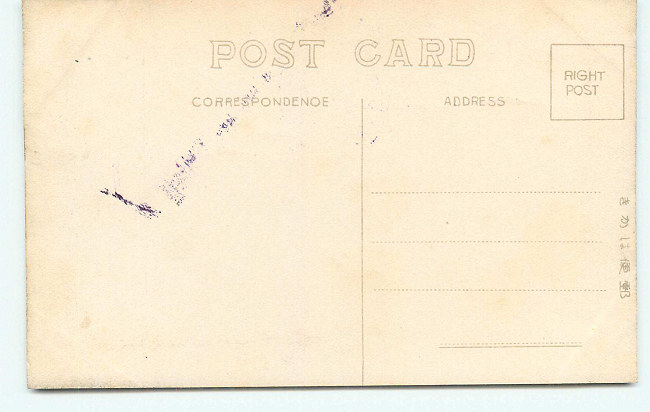 POST CARD
CORRESPONDENOE
ADDRESS
RIGHT
POST
きかは便郵